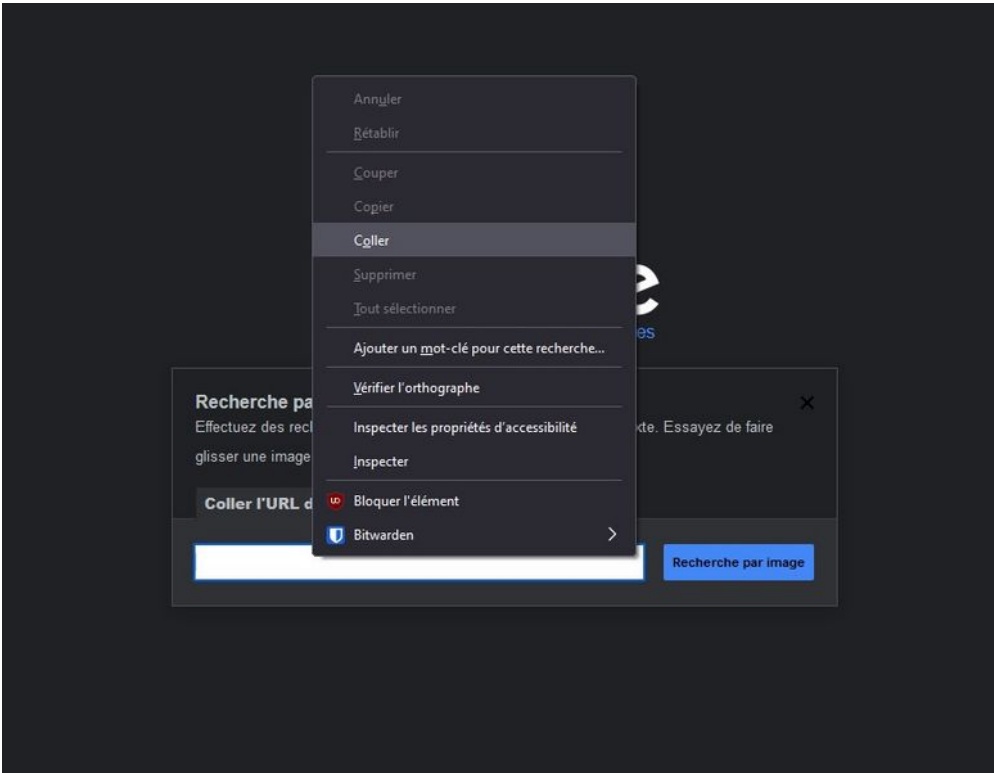 Annuler
Rétablir
Couper
Copier
Coller
Supprimer
Tout sélectionner
Ajouter un mot-clé pour cette recherche...
Vérifier l'orthographe
Inspecter les propriétés d'accessibilité
Inspecter
Bloquer l'élément
Bitwarden
e
es
Recherche pa
Effectuez des recl xte. Essayez de faire
glisser une image
Coller l'URL d
Recherche par image